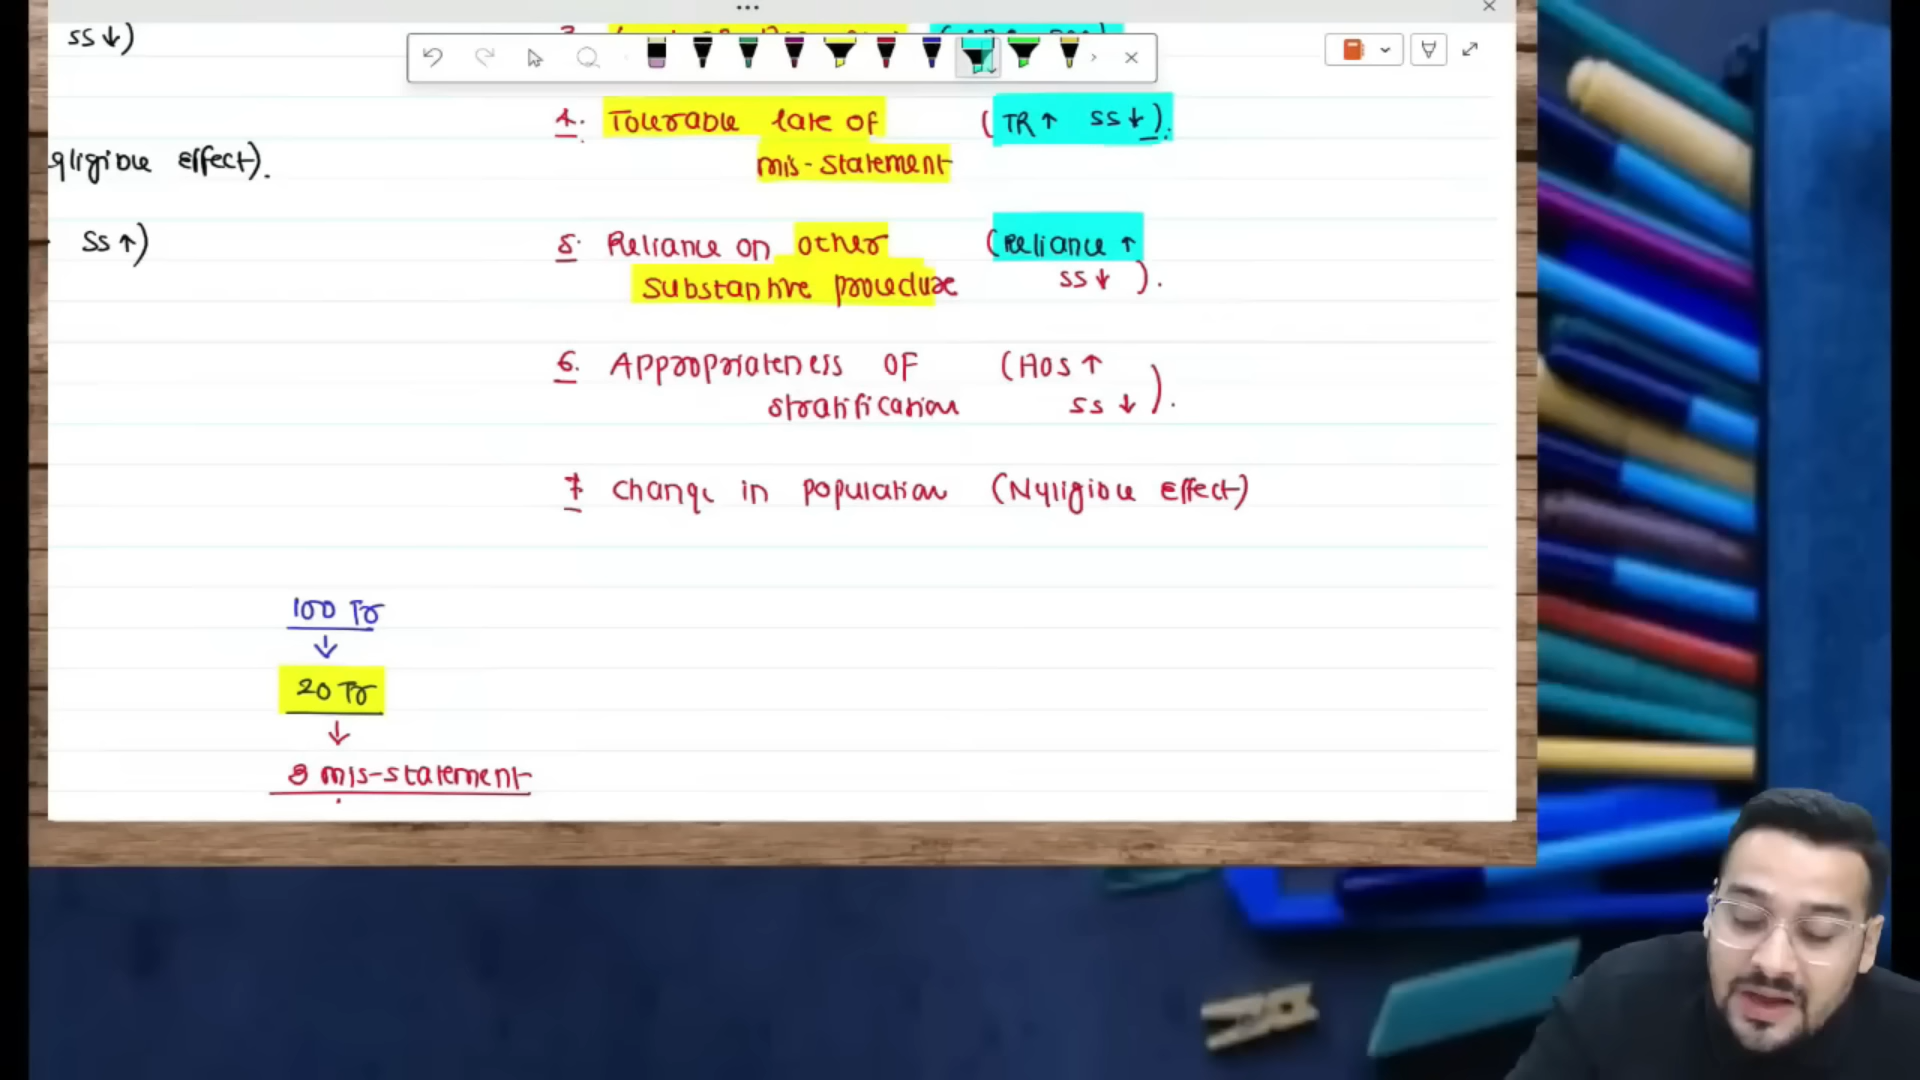 SS ↓)
effect).
SS ↑)
4. Tolerable rate of (TR ↑ SS ↓).
mis-statement
5. Reliance on other (Reliance ↑
substantive procedure SS ↓).
6. Appropriateness OF (AOS ↑
stratification SS ↓).
7 change in population (Negligible Effect)
100 Tr
↓
20 Tr
↓
8 mis-statement